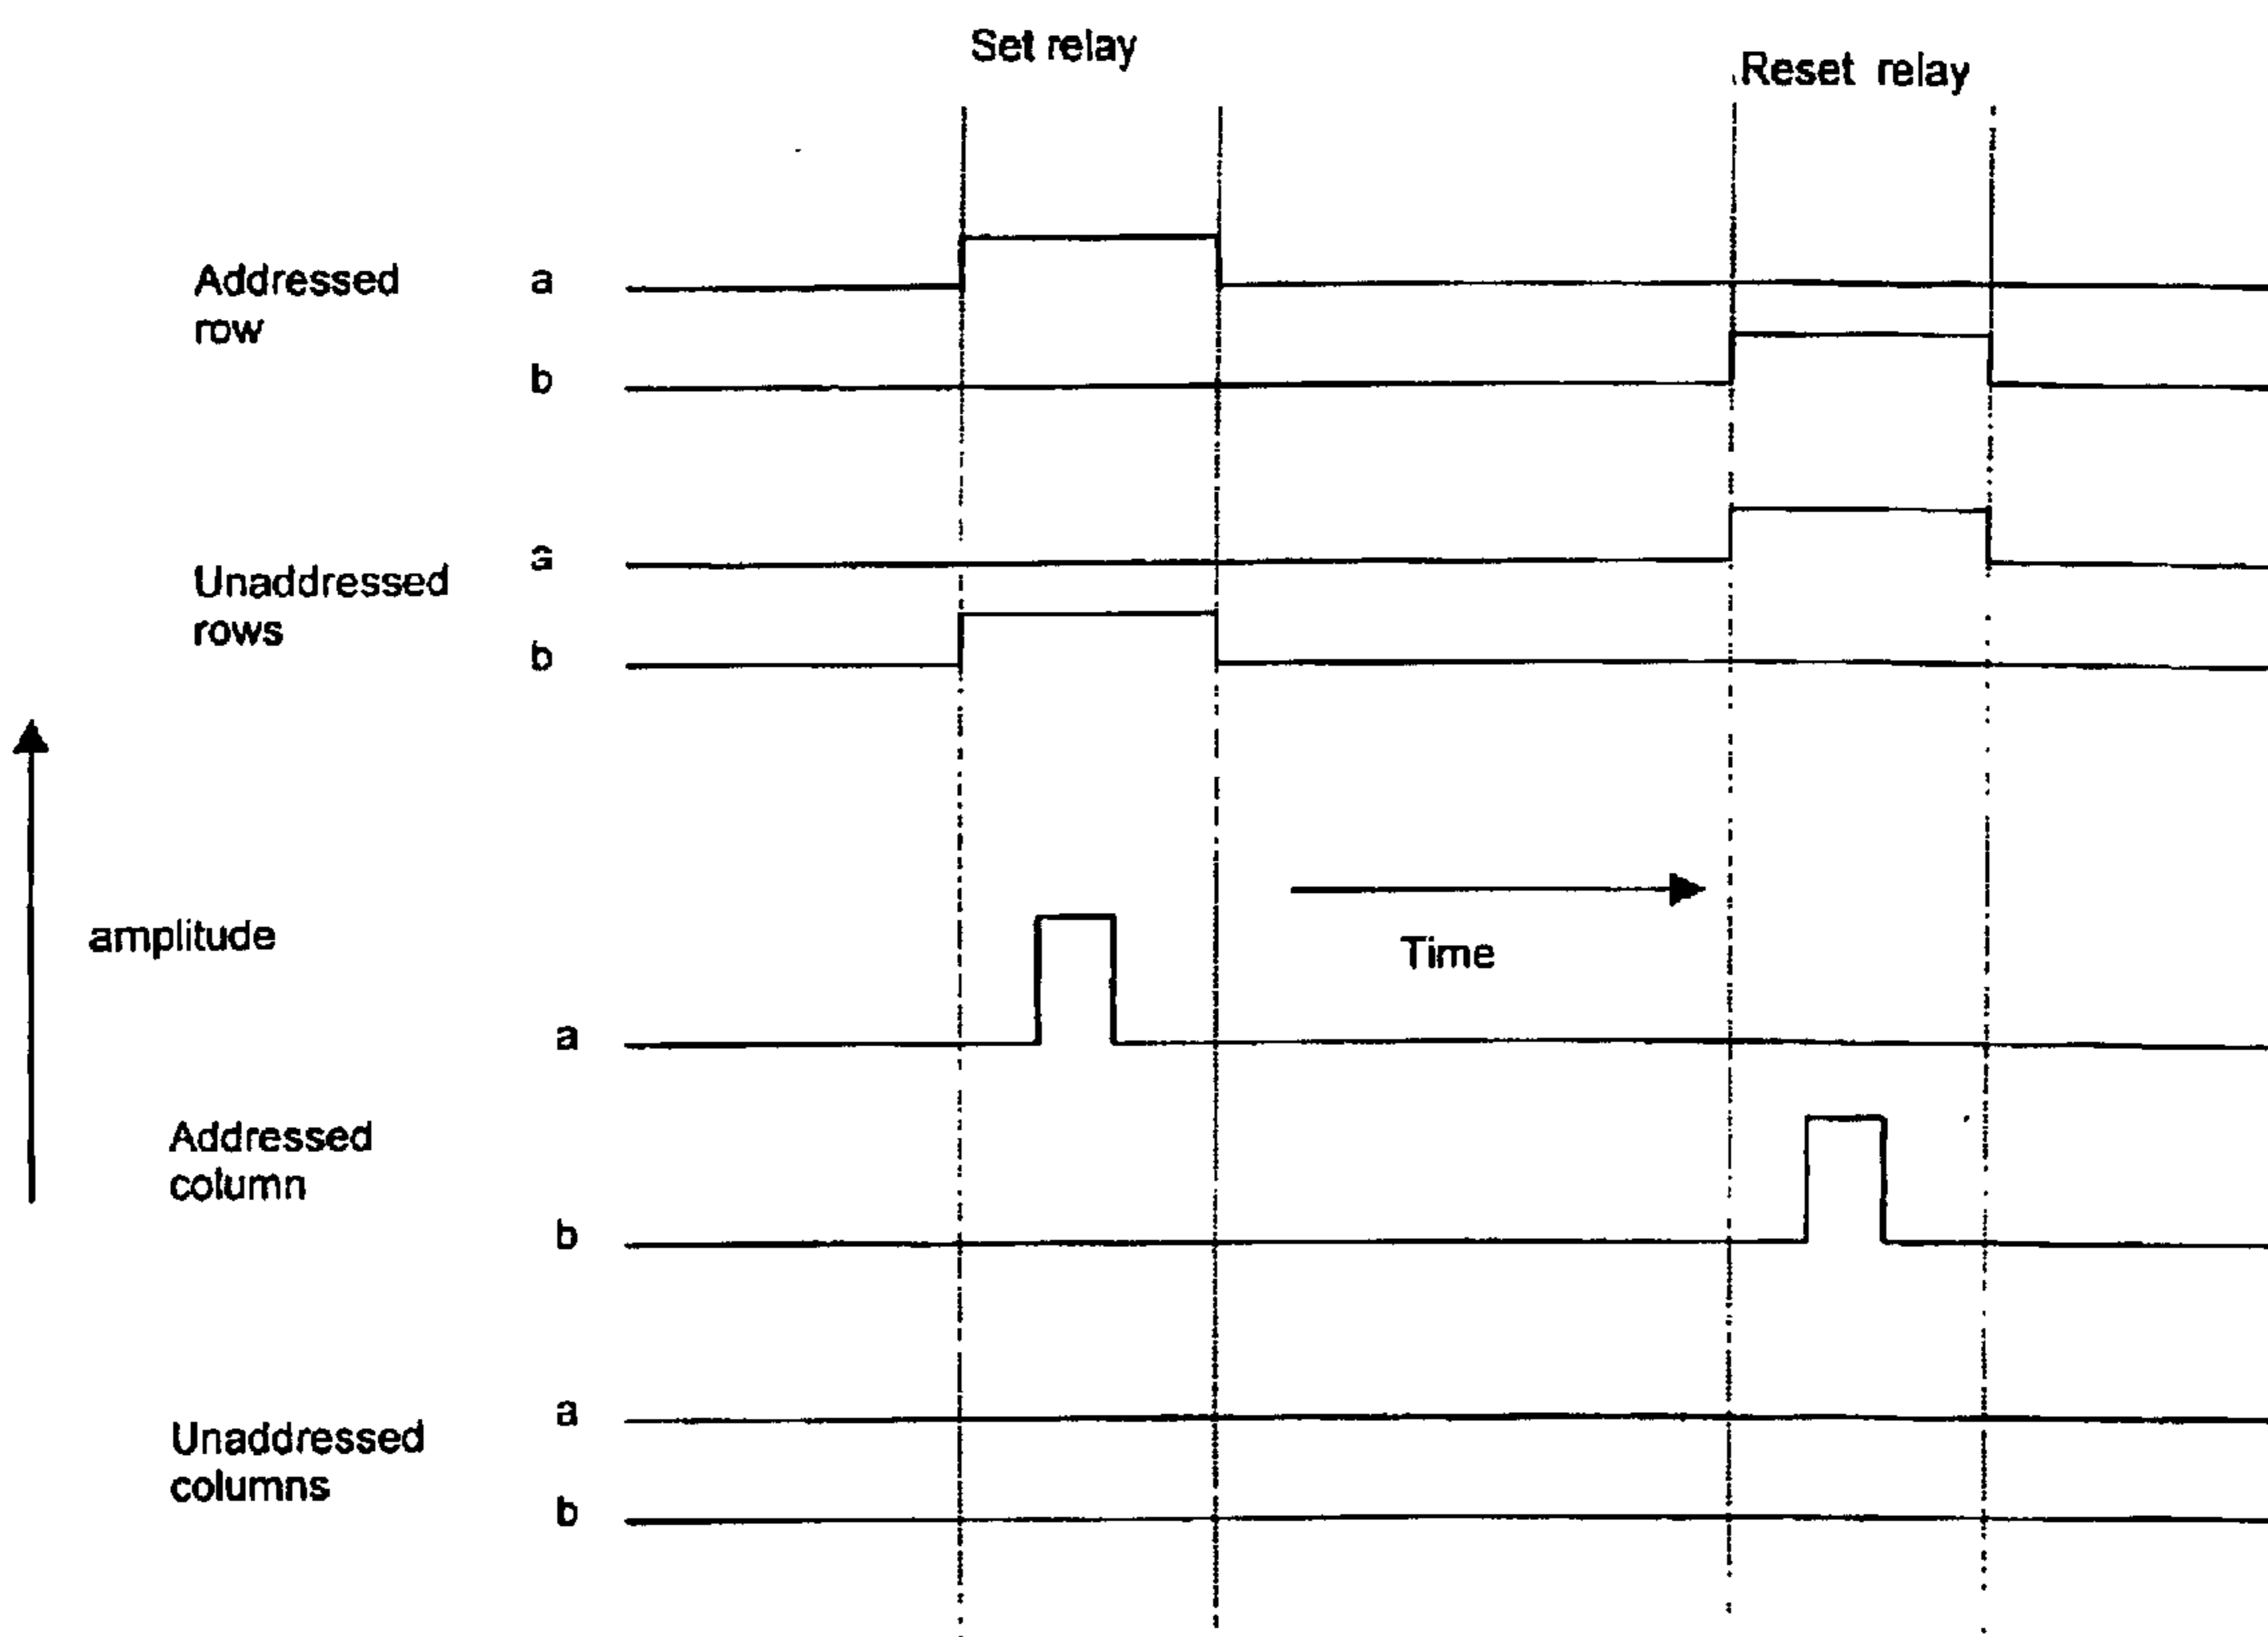 Set relay
Reset relay
Addressed
row
a
b
Unaddressed
rows
a
b
amplitude
Time
a
Addressed
column
b
Unaddressed
columns
a
b